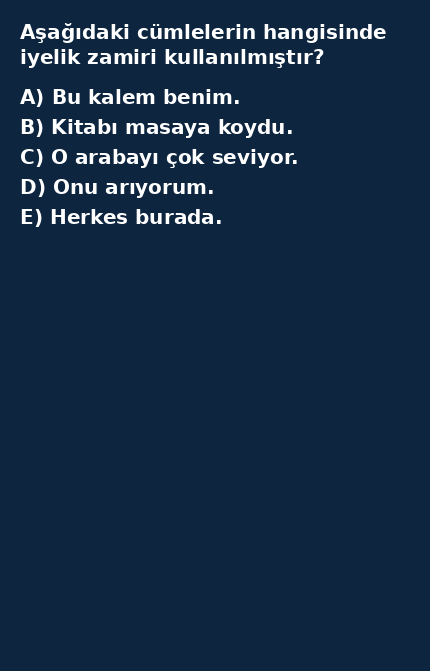 Aşağıdaki cümlelerin hangisinde
iyelik zamiri kullanılmıştır?
A) Bu kalem benim.
B) Kitabı masaya koydu.
C) O arabayı çok seviyor.
D) Onu arıyorum.
E) Herkes burada.